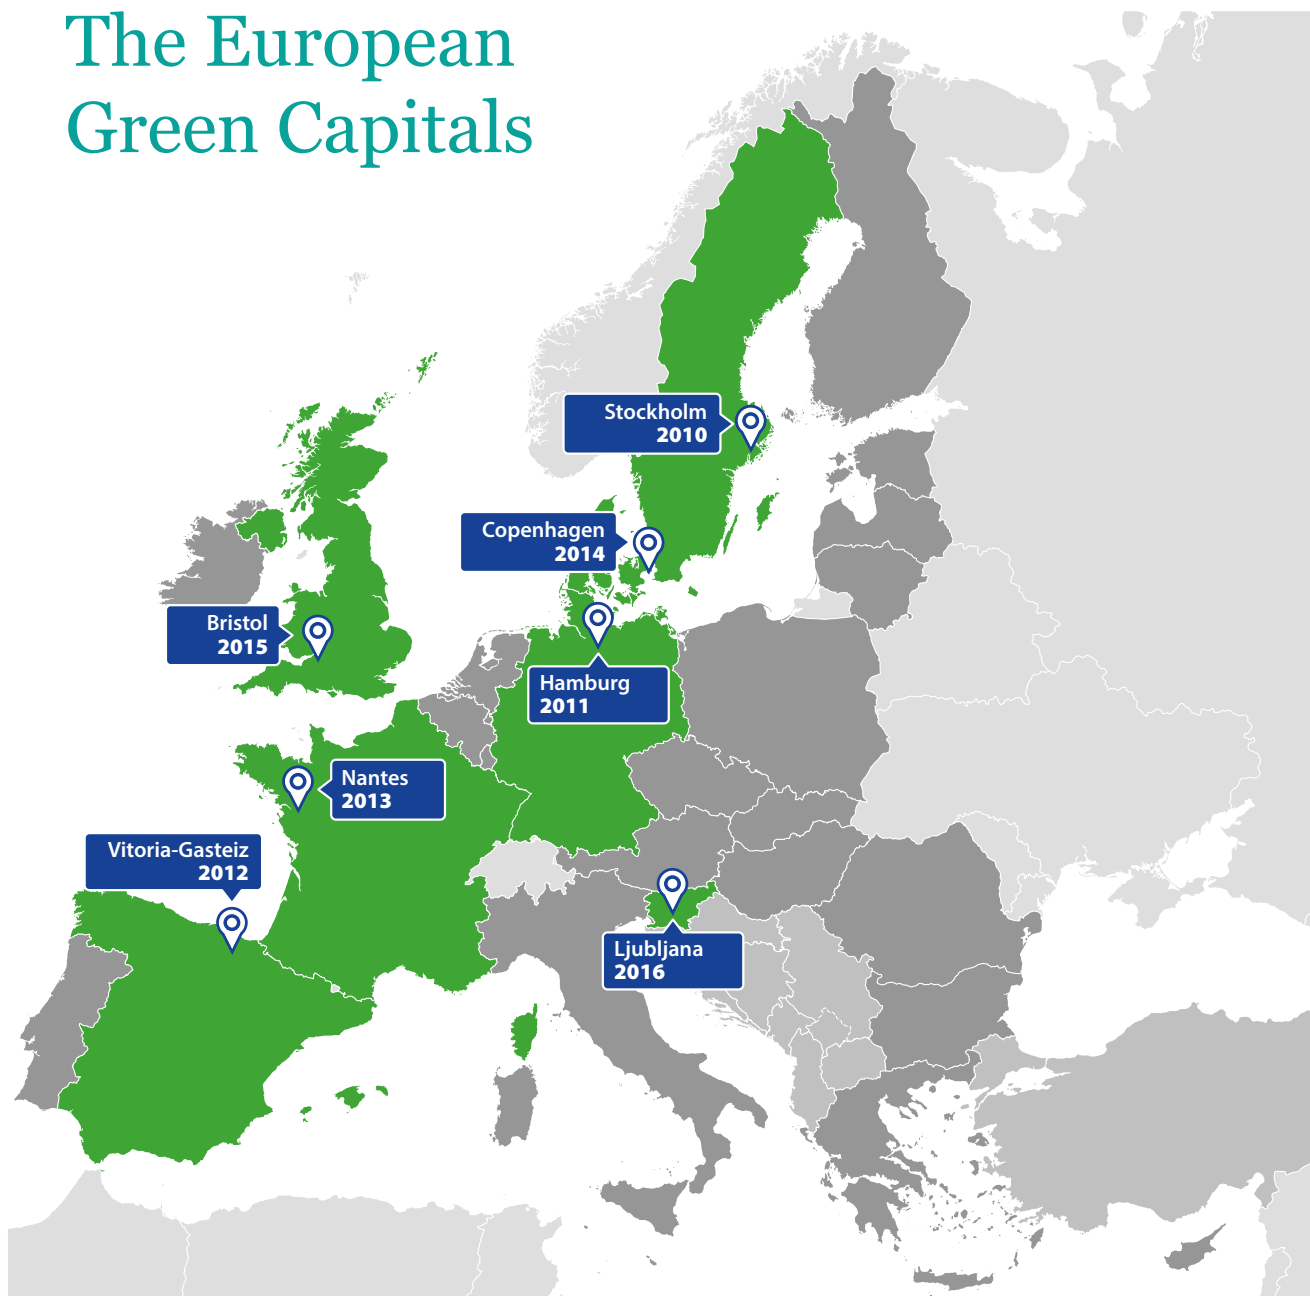 The European
Green Capitals
Stockholm
2010
Copenhagen
2014
Bristol
2015
Hamburg
2011
Nantes
2013
Vitoria-Gasteiz
2012
Ljubljana
2016